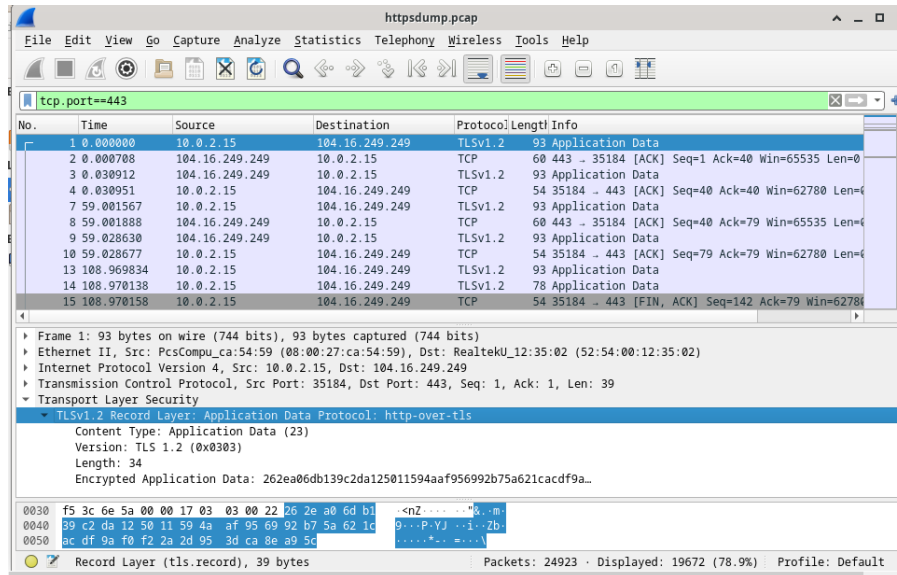 httpsdump.pcap
File Edit View Go Capture Analyze Statistics Telephony Wireless Tools Help
tcp.port==443
No. Time Source Destination Protocol Length Info
1 0.000000 10.0.2.15 104.16.249.249 TLSv1.2 93 Application Data
2 0.000708 104.16.249.249 10.0.2.15 TCP 60 443 → 35184 [ACK] Seq=1 Ack=40 Win=65535 Len=0
3 0.030912 104.16.249.249 10.0.2.15 TLSv1.2 93 Application Data
4 0.030951 10.0.2.15 104.16.249.249 TCP 54 35184 → 443 [ACK] Seq=40 Ack=40 Win=62780 Len=0
7 59.001567 10.0.2.15 104.16.249.249 TLSv1.2 93 Application Data
8 59.001888 104.16.249.249 10.0.2.15 TCP 60 443 → 35184 [ACK] Seq=40 Ack=79 Win=65535 Len=0
9 59.028630 104.16.249.249 10.0.2.15 TLSv1.2 93 Application Data
10 59.028677 10.0.2.15 104.16.249.249 TCP 54 35184 → 443 [ACK] Seq=79 Ack=79 Win=62780 Len=0
13 108.969834 10.0.2.15 104.16.249.249 TLSv1.2 93 Application Data
14 108.970138 10.0.2.15 104.16.249.249 TLSv1.2 78 Application Data
15 108.970158 10.0.2.15 104.16.249.249 TCP 54 35184 → 443 [FIN, ACK] Seq=142 Ack=79 Win=62780
Frame 1: 93 bytes on wire (744 bits), 93 bytes captured (744 bits)
Ethernet II, Src: PcsCompu_ca:54:59 (08:00:27:ca:54:59), Dst: RealtekU_12:35:02 (52:54:00:12:35:02)
Internet Protocol Version 4, Src: 10.0.2.15, Dst: 104.16.249.249
Transmission Control Protocol, Src Port: 35184, Dst Port: 443, Seq: 1, Ack: 1, Len: 39
Transport Layer Security
TLSv1.2 Record Layer: Application Data Protocol: http-over-tls
Content Type: Application Data (23)
Version: TLS 1.2 (0x0303)
Length: 34
Encrypted Application Data: 262ea06db139c2da12501159​4aaf956992b75a621cacdf9a…
0030 f5 3c 6e 5a 00 00 17 03 03 00 22 26 2e a0 6d b1 ·<nZ·· ····"&.·m·
0040 39 c2 da 12 50 11 59 4a af 95 69 92 b7 5a 62 1c 9···P·YJ ··i··Zb·
0050 ac df 9a f0 f2 2a 2d 95 3d ca 8e a9 5c ·····*-· =···\
Record Layer (tls.record), 39 bytes
Packets: 24923 · Displayed: 19672 (78.9%)
Profile: Default